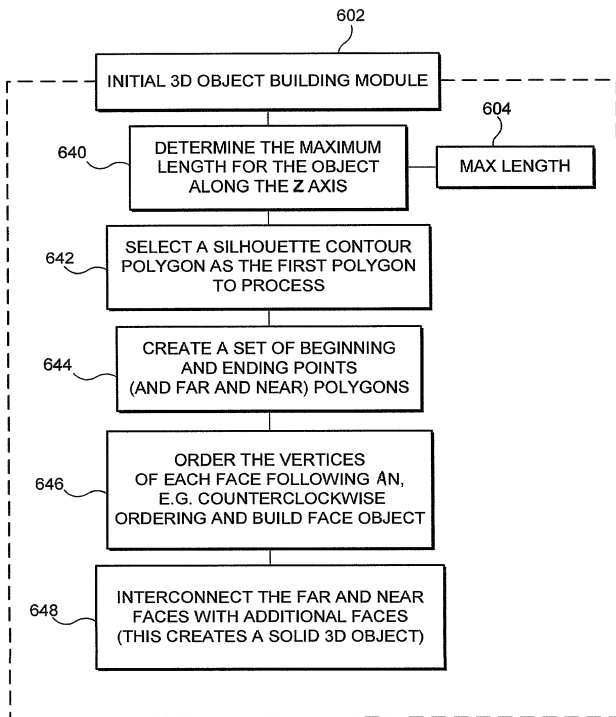 602
INITIAL 3D OBJECT BUILDING MODULE
604
640
DETERMINE THE MAXIMUM
LENGTH FOR THE OBJECT
ALONG THE Z AXIS
MAX LENGTH
642
SELECT A SILHOUETTE CONTOUR
POLYGON AS THE FIRST POLYGON
TO PROCESS
644
CREATE A SET OF BEGINNING
AND ENDING POINTS
(AND FAR AND NEAR) POLYGONS
646
ORDER THE VERTICES
OF EACH FACE FOLLOWING AN,
E.G. COUNTERCLOCKWISE
ORDERING AND BUILD FACE OBJECT
648
INTERCONNECT THE FAR AND NEAR
FACES WITH ADDITIONAL FACES
(THIS CREATES A SOLID 3D OBJECT)